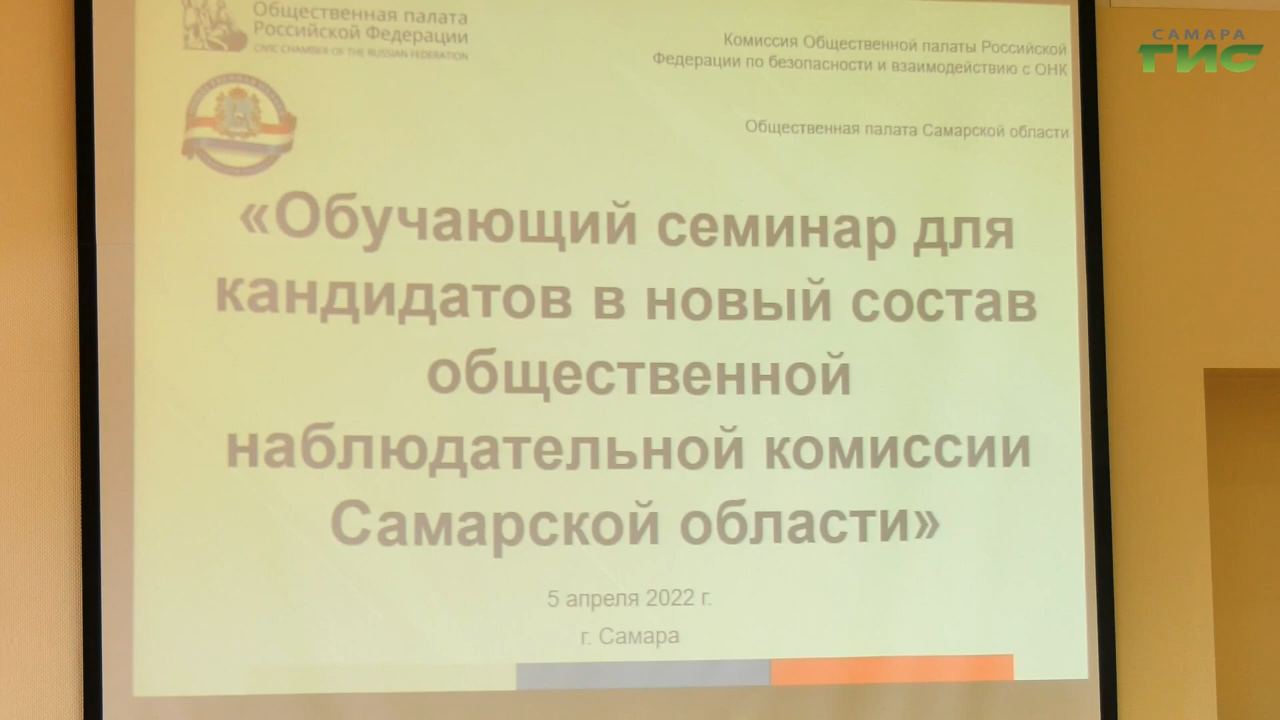 Общественная палата
Российской Федерации
CIVIC CHAMBER OF THE RUSSIAN FEDERATION
Комиссия Общественной палаты Российской
Федерации по безопасности и взаимодействию с ОНК
САМАРА
ГИС
Общественная палата Самарской области
«Обучающий семинар для
кандидатов в новый состав
общественной
наблюдательной комиссии
Самарской области»
5 апреля 2022 г.
г. Самара